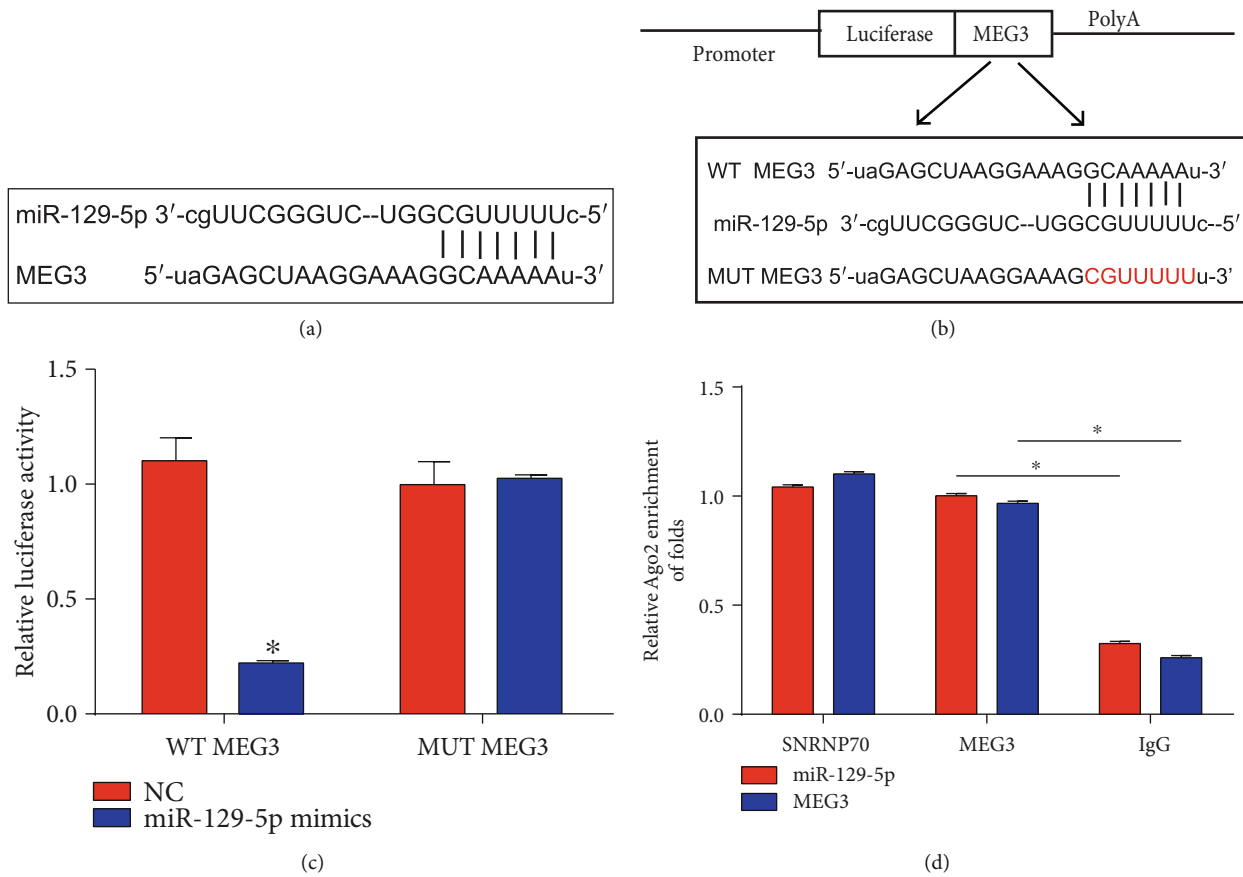 miR-129-5p 3′-cgUUCGGGUC--UGGCGUUUUUc-5′
MEG3 5′-uaGAGCUAAGGAAAGGCAAAAAu-3′
(a)
Promoter
Luciferase
MEG3
PolyA
WT MEG3 5′-uaGAGCUAAGGAAAGGCAAAAAu-3′
miR-129-5p 3′-cgUUCGGGUC--UGGCGUUUUUc--5′
MUT MEG3 5′-uaGAGCUAAGGAAAGCGUUUUUu-3′
(b)
Relative luciferase activity
1.5
1.0
0.5
0.0
*
WT MEG3
MUT MEG3
NC
miR-129-5p mimics
(c)
Relative Ago2 enrichment
of folds
1.5
1.0
0.5
0.0
*
*
SNRNP70
MEG3
IgG
miR-129-5p
MEG3
(d)